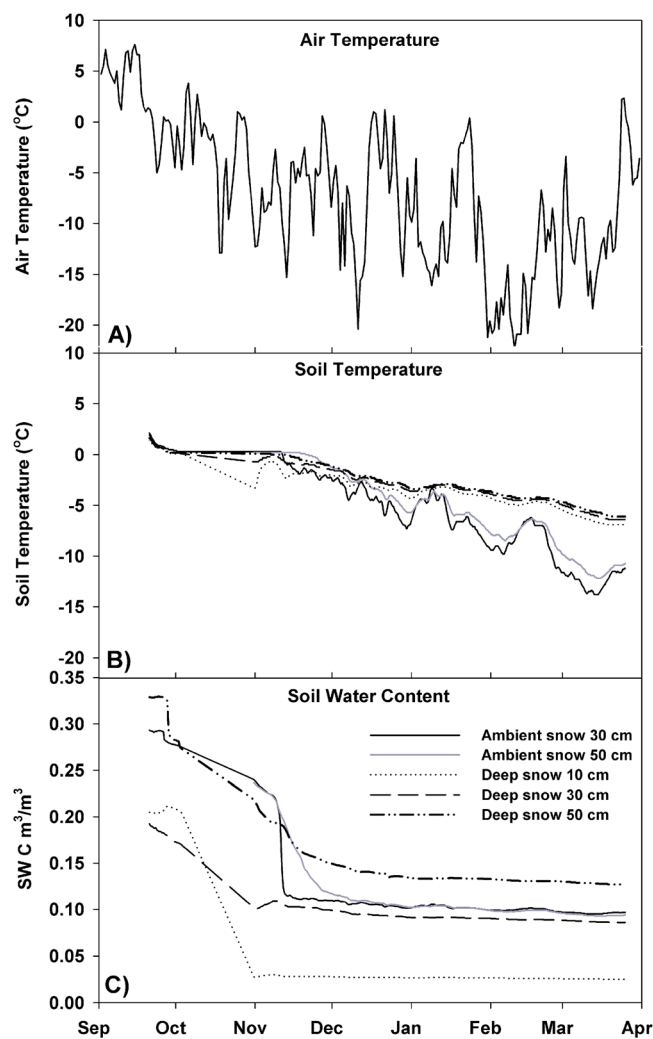 Air Temperature
Air Temperature (°C)
10
5
0
-5
-10
-15
-20
A)
Soil Temperature
Soil Temperature (°C)
10
5
0
-5
-10
-15
-20
B)
Soil Water Content
SW C m³/m³
0.35
0.30
0.25
0.20
0.15
0.10
0.05
0.00
Ambient snow 30 cm
Ambient snow 50 cm
Deep snow 10 cm
Deep snow 30 cm
Deep snow 50 cm
C)
Sep Oct Nov Dec Jan Feb Mar Apr